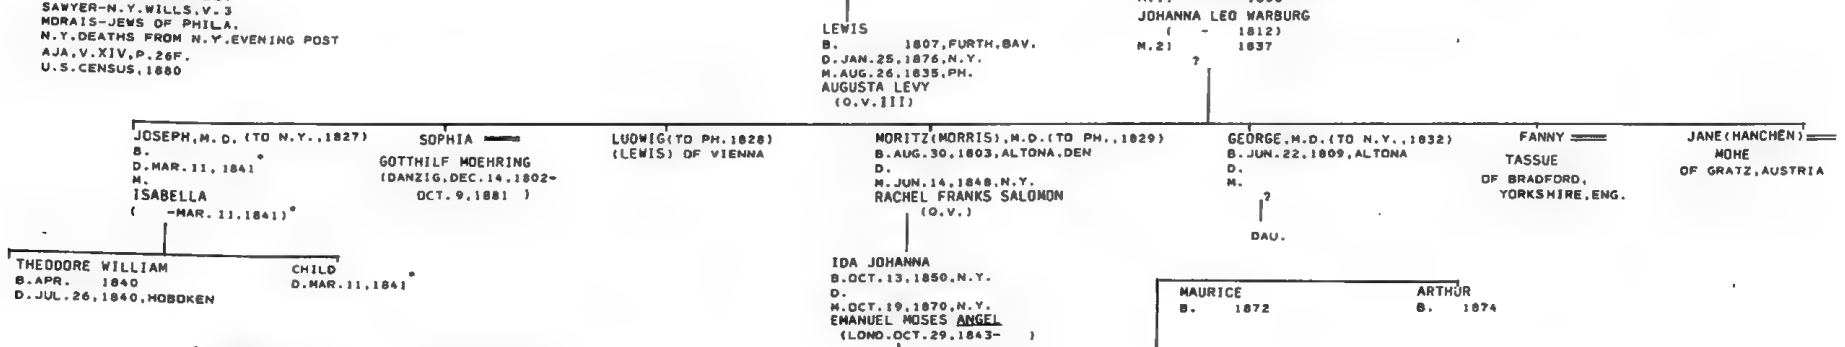 SAWYER-N.Y.WILLS,V.3
MORAIS-JEWS OF PHILA.
N.Y.DEATHS FROM N.Y.EVENING POST
AJA,V.XIV,P.26F.
U.S.CENSUS,1880
LEWIS
B. 1807,FURTH,BAV.
D.JAN.25,1876,N.Y.
M.AUG.26,1835,PH.
AUGUSTA LEVY
(Q.V.III)
JOHANNA LEO WARBURG
( - 1812)
M.2) 1837
?
JOSEPH,M.D.(TO N.Y.,1827)
B.
D.MAR.11,1841*
M.
ISABELLA
( -MAR.11,1841)*
SOPHIA
GOTTHILF MOEHRING
(DANZIG,DEC.14,1802-
OCT.9,1881 )
LUDWIG(TO PH.1828)
(LEWIS) OF VIENNA
MORITZ(MORRIS),M.D.(TO PH.,1829)
B.AUG.30,1803,ALTONA,DEN
D.
M.JUN.14,1848,N.Y.
RACHEL FRANKS SALOMON
(Q.V.)
GEORGE,M.D.(TO N.Y.,1832)
B.JUN.22,1809,ALTONA
D.
M.
?
DAU.
FANNY
TASSUE
OF BRADFORD,
YORKSHIRE,ENG.
JANE(HANCHEN)
MOHE
OF GRATZ,AUSTRIA
THEODORE WILLIAM
B.APR. 1840
D.JUL.26,1840,HOBOKEN
CHILD
D.MAR.11,1841*
IDA JOHANNA
B.OCT.13,1850,N.Y.
D.
M.OCT.19,1870,N.Y.
EMANUEL MOSES ANGEL
(LOND.OCT.29,1843- )
MAURICE
B. 1872
ARTHUR
B. 1874